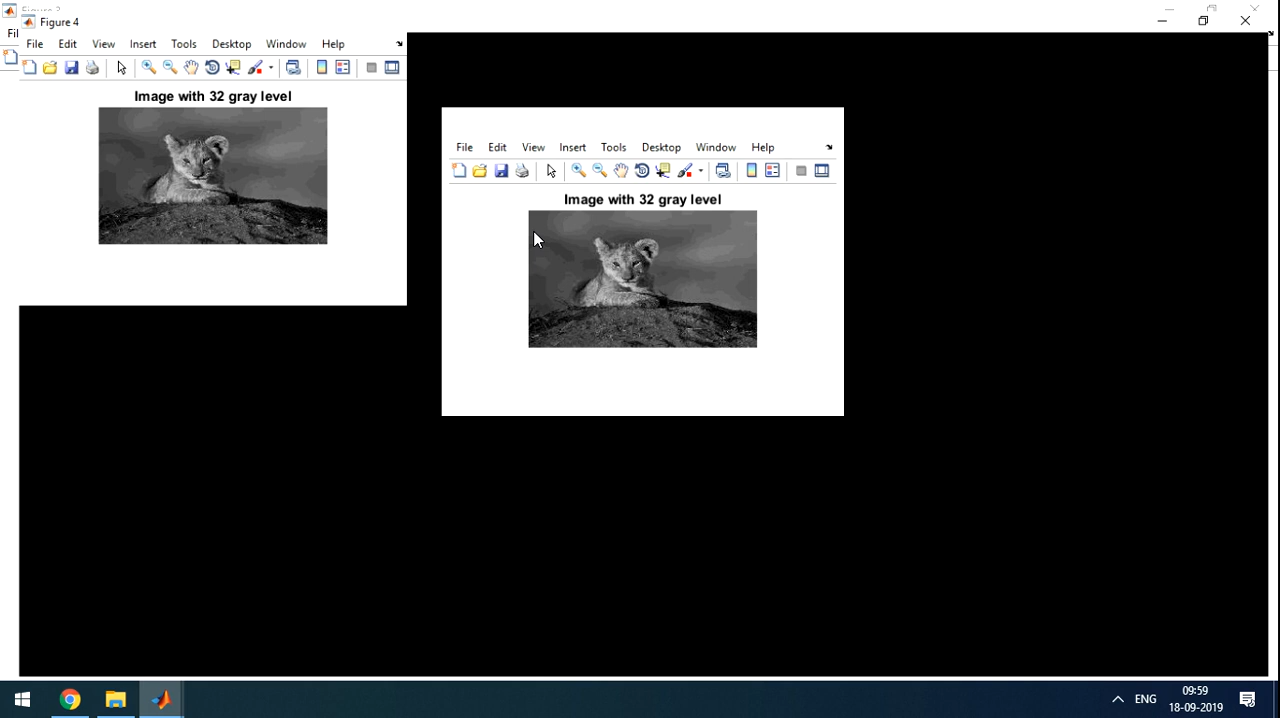 Figure 4
File Edit View Insert Tools Desktop Window Help
Image with 32 gray level
File Edit View Insert Tools Desktop Window Help
Image with 32 gray level
ENG
09:59
18-09-2019